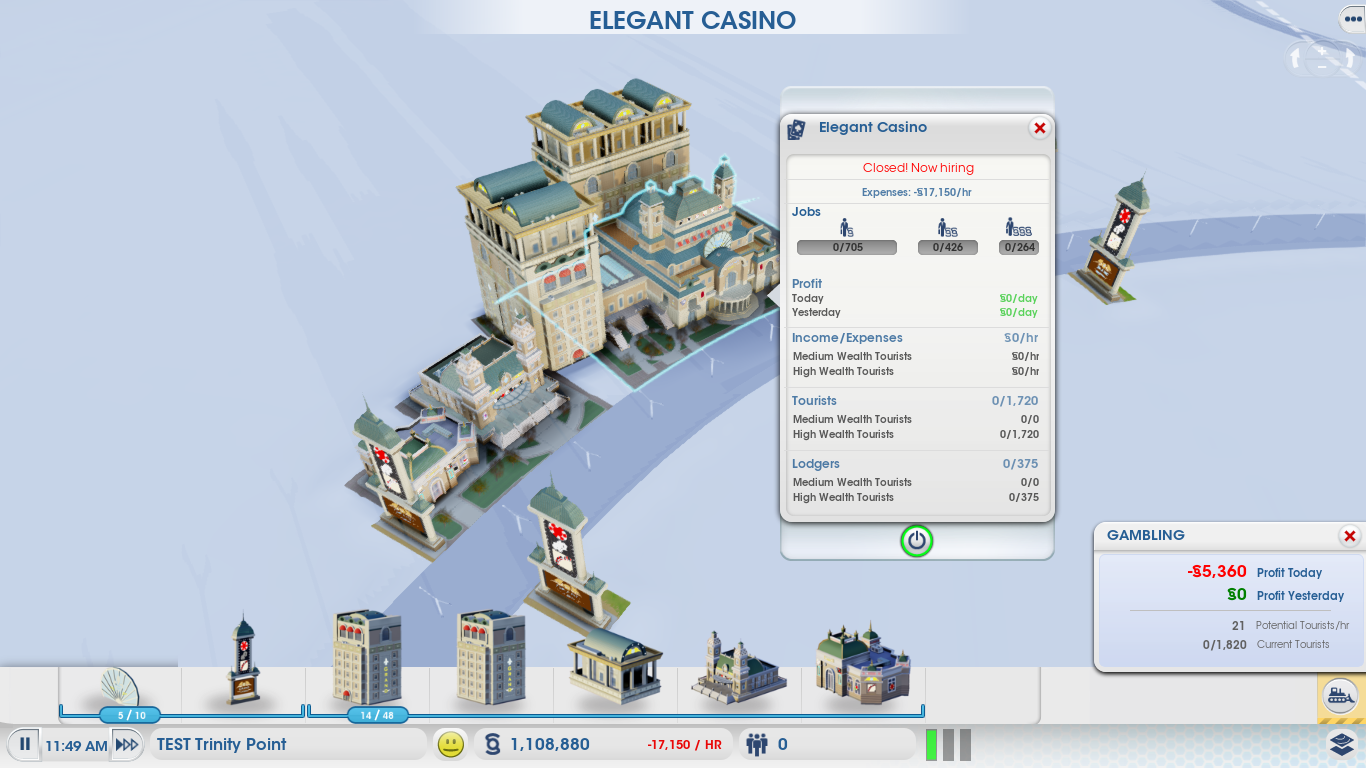 ELEGANT CASINO
Elegant Casino
Closed! Now hiring
Expenses: -§17,150/hr
Jobs
0/705 0/426 0/264
Profit
Today §0/day
Yesterday §0/day
Income/Expenses §0/hr
Medium Wealth Tourists §0/hr
High Wealth Tourists §0/hr
Tourists 0/1,720
Medium Wealth Tourists 0/0
High Wealth Tourists 0/1,720
Lodgers 0/375
Medium Wealth Tourists 0/0
High Wealth Tourists 0/375
GAMBLING
-§5,360 Profit Today
§0 Profit Yesterday
21 Potential Tourists/hr
0/1,820 Current Tourists
5 / 10 14 / 48
11:49 AM TEST Trinity Point 1,108,880 -17,150 / HR 0